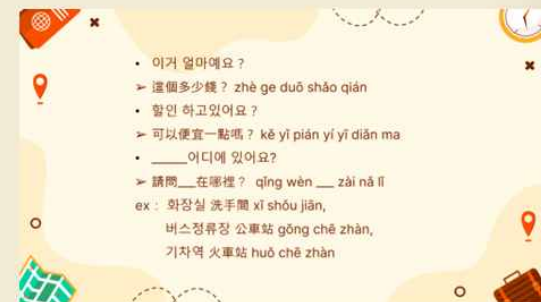 • 이거 얼마예요?
➢ 這個多少錢? zhè ge duō shǎo qián
• 할인 하고있어요?
➢ 可以便宜一點嗎? kě yǐ pián yí yī diǎn ma
• _____어디에 있어요?
➢ 請問__在哪裡? qǐng wèn __ zài nǎ lǐ
ex : 화장실 洗手間 xǐ shǒu jiān,
버스정류장 公車站 gōng chē zhàn,
기차역 火車站 huǒ chē zhàn